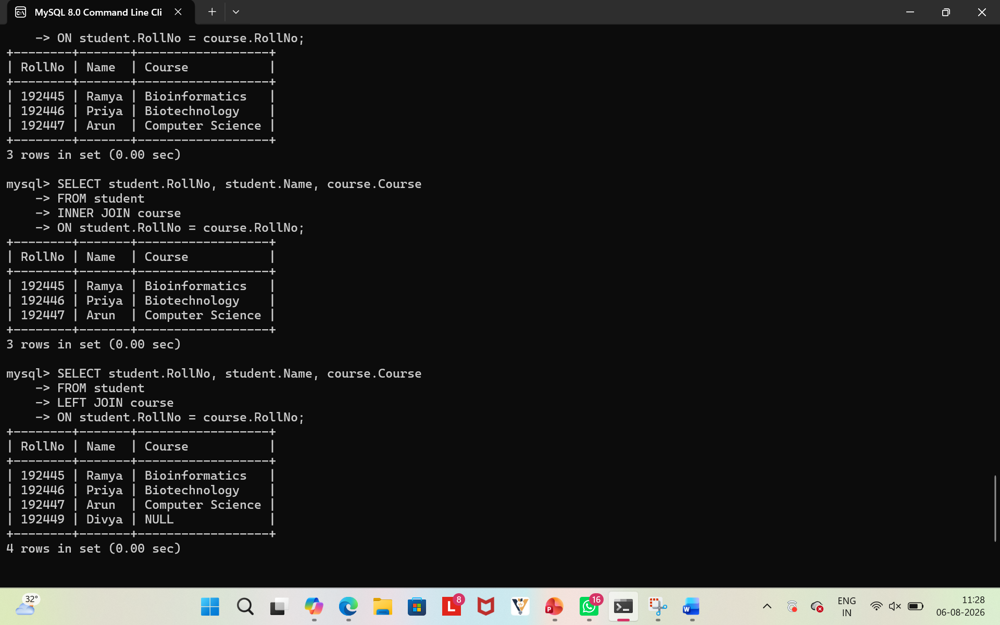 MySQL 8.0 Command Line Cli
    -> ON student.RollNo = course.RollNo;
+--------+-------+------------------+
| RollNo | Name  | Course           |
+--------+-------+------------------+
| 192445 | Ramya | Bioinformatics   |
| 192446 | Priya | Biotechnology    |
| 192447 | Arun  | Computer Science |
+--------+-------+------------------+
3 rows in set (0.00 sec)
mysql> SELECT student.RollNo, student.Name, course.Course
    -> FROM student
    -> INNER JOIN course
    -> ON student.RollNo = course.RollNo;
+--------+-------+------------------+
| RollNo | Name  | Course           |
+--------+-------+------------------+
| 192445 | Ramya | Bioinformatics   |
| 192446 | Priya | Biotechnology    |
| 192447 | Arun  | Computer Science |
+--------+-------+------------------+
3 rows in set (0.00 sec)
mysql> SELECT student.RollNo, student.Name, course.Course
    -> FROM student
    -> LEFT JOIN course
    -> ON student.RollNo = course.RollNo;
+--------+-------+------------------+
| RollNo | Name  | Course           |
+--------+-------+------------------+
| 192445 | Ramya | Bioinformatics   |
| 192446 | Priya | Biotechnology    |
| 192447 | Arun  | Computer Science |
| 192449 | Divya | NULL             |
+--------+-------+------------------+
4 rows in set (0.00 sec)
32°
L 8
P
16
W
ENG
IN
11:28
06-08-2026